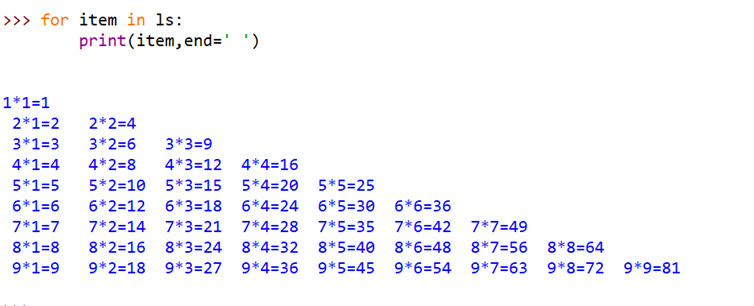 >>> for item in ls:
        print(item,end=' ')
1*1=1
 2*1=2   2*2=4
 3*1=3   3*2=6   3*3=9
 4*1=4   4*2=8   4*3=12  4*4=16
 5*1=5   5*2=10  5*3=15  5*4=20  5*5=25
 6*1=6   6*2=12  6*3=18  6*4=24  6*5=30  6*6=36
 7*1=7   7*2=14  7*3=21  7*4=28  7*5=35  7*6=42  7*7=49
 8*1=8   8*2=16  8*3=24  8*4=32  8*5=40  8*6=48  8*7=56  8*8=64
 9*1=9   9*2=18  9*3=27  9*4=36  9*5=45  9*6=54  9*7=63  9*8=72  9*9=81